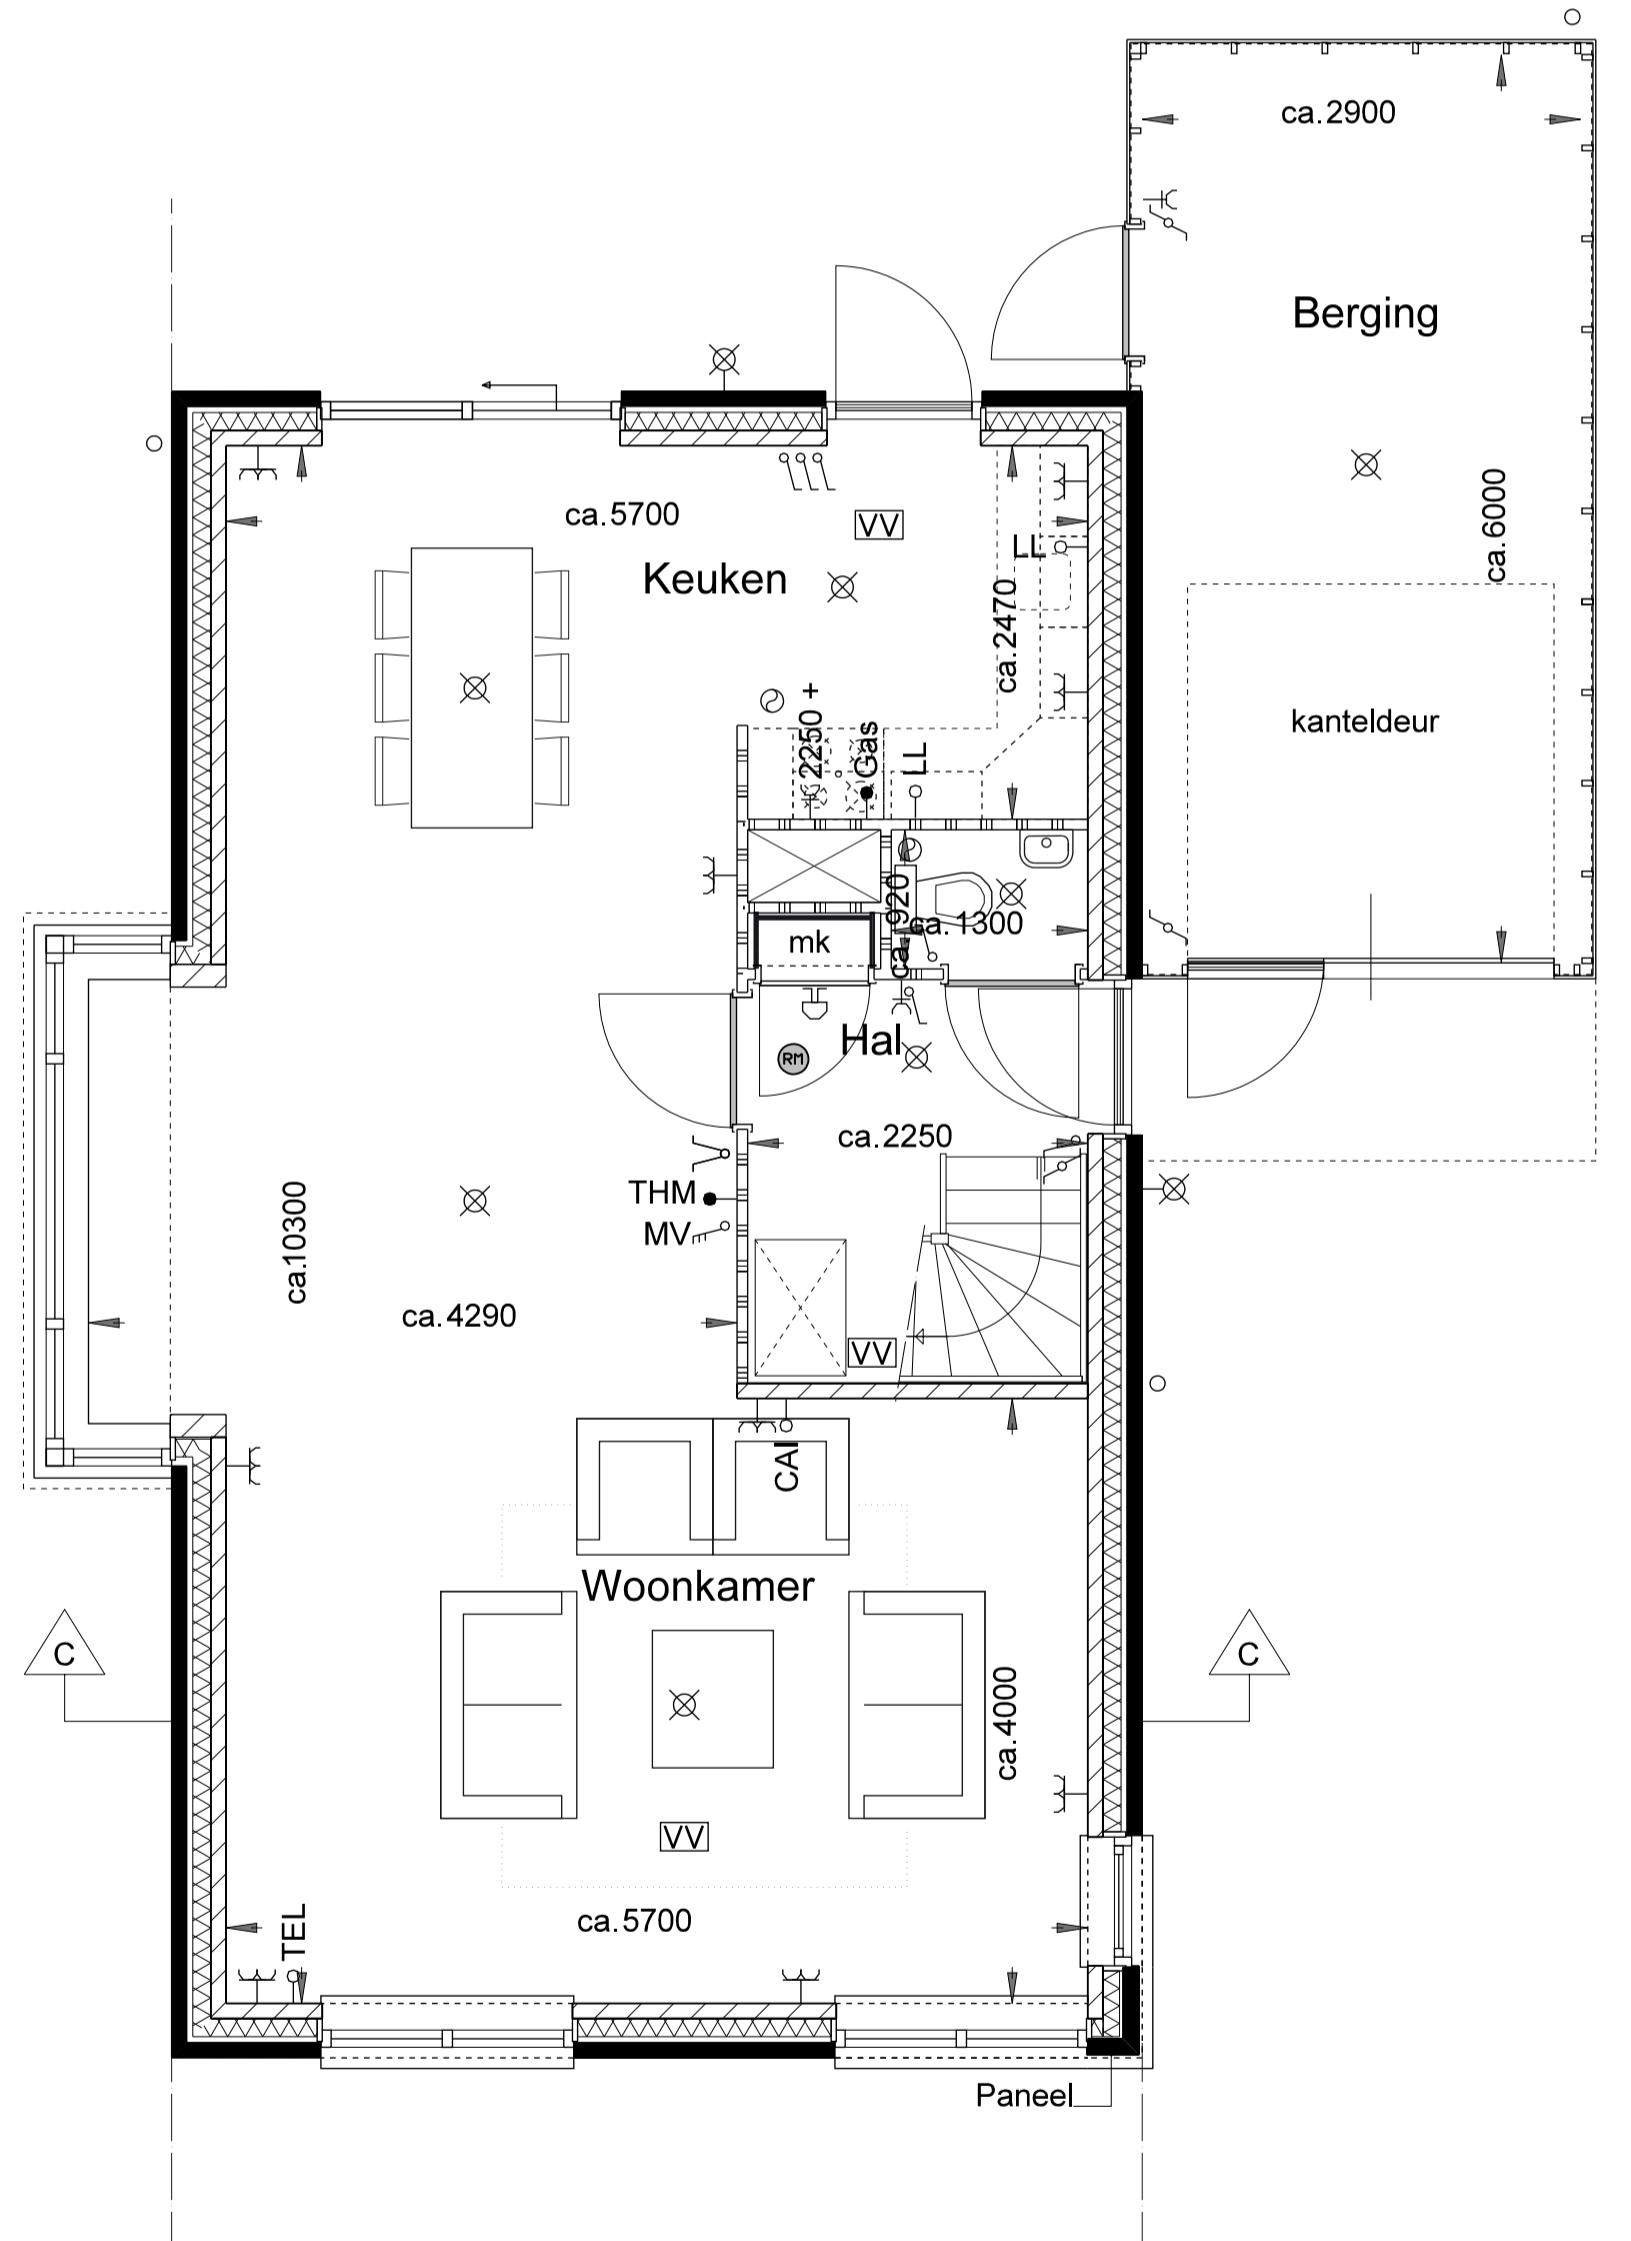 ca.2900
Berging
ca.6000
kanteldeur
ca.5700
VV
Keuken
LL
ca.2470
2250 +
Gas
LL
mk
ca. 920
ca.1300
Hal
RM
ca.2250
THM
MV
ca.10300
ca.4290
VV
CAI
Woonkamer
C
C
ca.4000
VV
ca.5700
TEL
Paneel